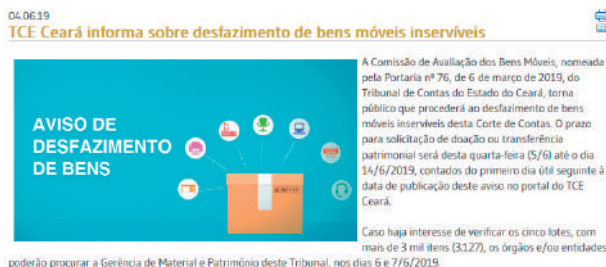 04.06.19
TCE Ceará informa sobre desfazimento de bens móveis inservíveis
AVISO DE
DESFAZIMENTO
DE BENS
A Comissão de Avaliação dos Bens Móveis, nomeada
pela Portaria nº 76, de 6 de março de 2019, do
Tribunal de Contas do Estado do Ceará, torna
público que procederá ao desfazimento de bens
móveis inservíveis desta Corte de Contas. O prazo
para solicitação de doação ou transferência
patrimonial será desta quarta-feira (5/6) até o dia
14/6/2019, contados do primeiro dia útil seguinte à
data de publicação deste aviso no portal do TCE
Ceará.
Caso haja interesse de verificar os cinco lotes, com
mais de 3 mil itens (3.127), os órgãos e/ou entidades
poderão procurar a Gerência de Material e Patrimônio deste Tribunal, nos dias 6 e 7/6/2019.